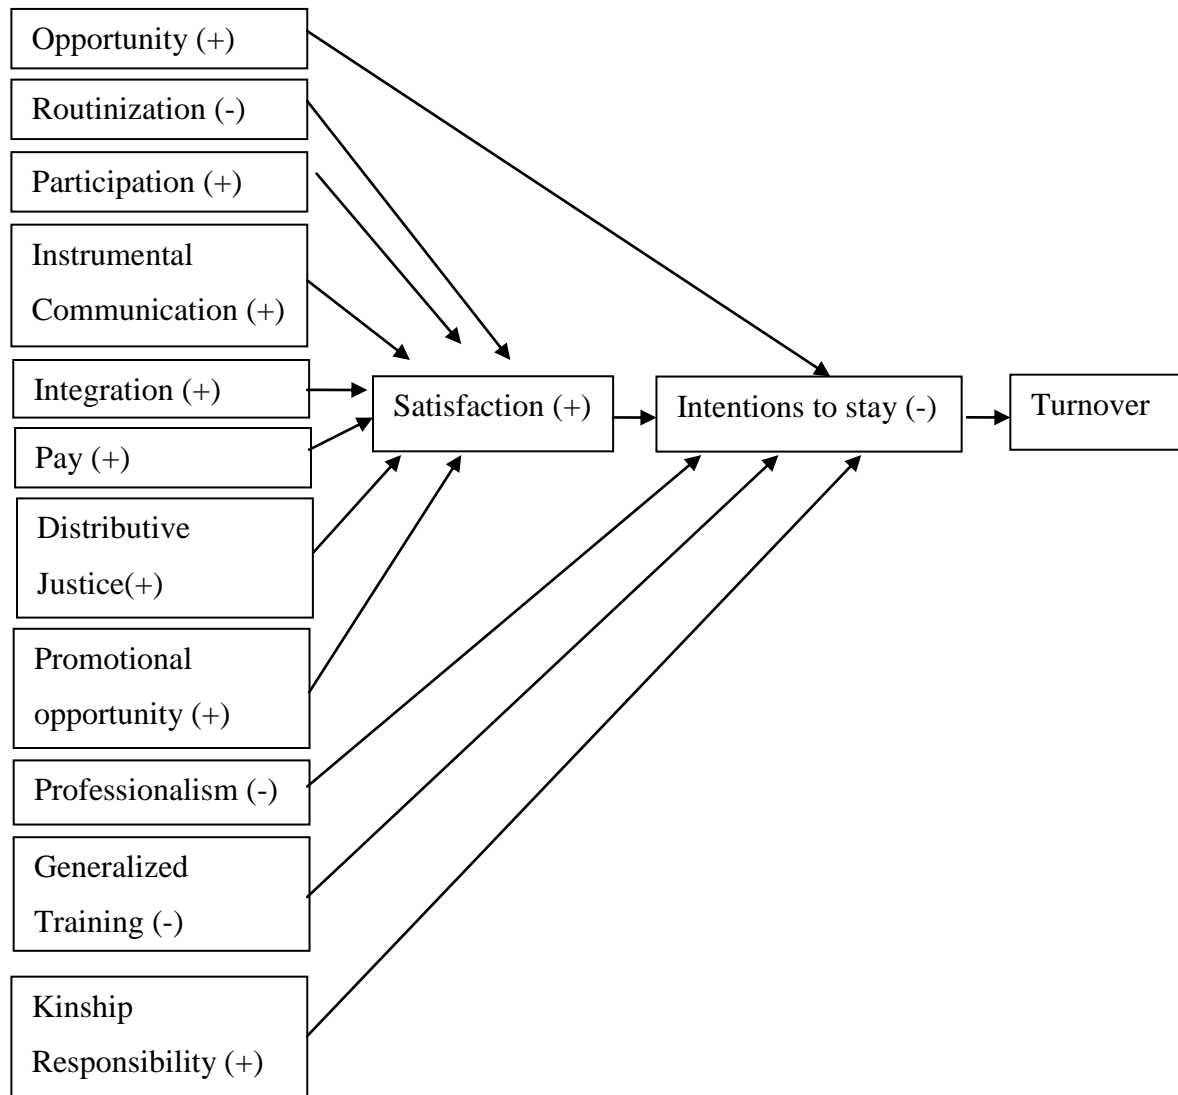 Opportunity (+)
Routinization (-)
Participation (+)
Instrumental
Communication (+)
Integration (+)
Pay (+)
Distributive
Justice(+)
Promotional
opportunity (+)
Professionalism (-)
Generalized
Training (-)
Kinship
Responsibility (+)
Satisfaction (+)
Intentions to stay (-)
Turnover